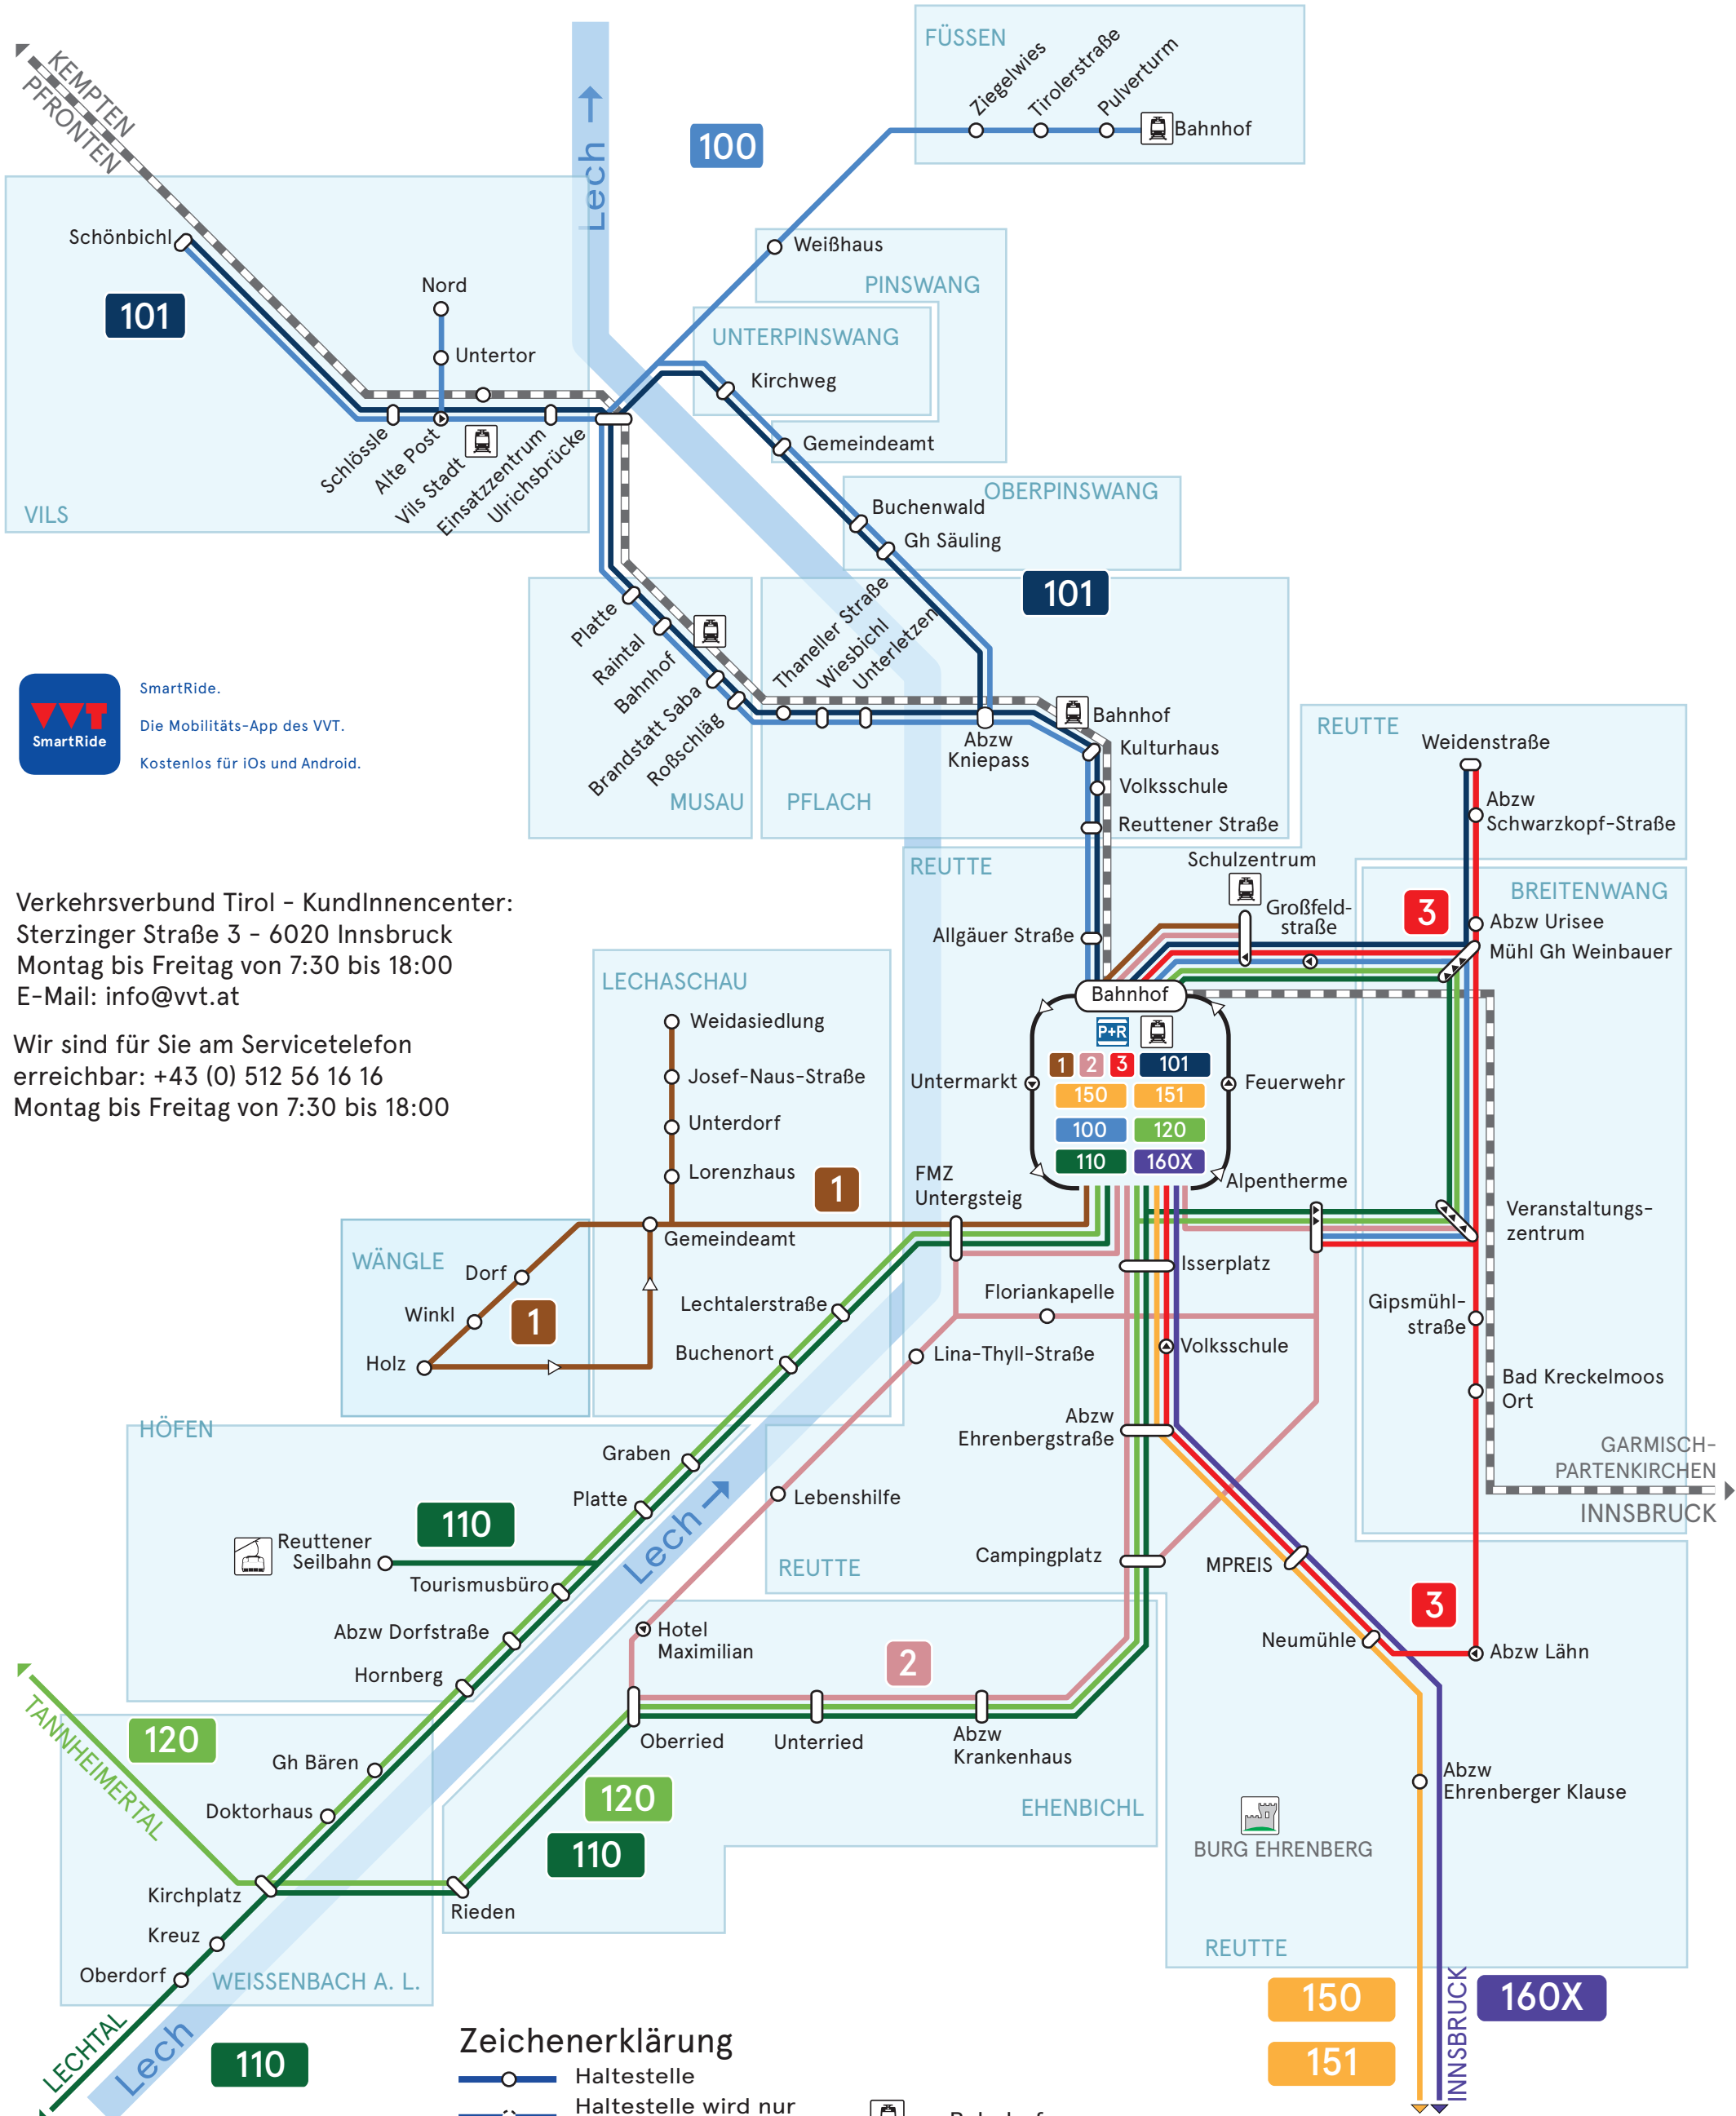 KEMPTEN
PFRONTEN
Lech →
100
FÜSSEN
Ziegelwies
Tirolerstraße
Pulverturm
Bahnhof
Schönbichl
101
Nord
Untertor
Schlössle
Alte Post
Vils Stadt
Einsatzzentrum
Ulrichsbrücke
VILS
Weißhaus
PINSWANG
UNTERPINSWANG
Kirchweg
Gemeindeamt
OBERPINSWANG
Buchenwald
Gh Säuling
101
Platte
Raintal
Bahnhof
Brandstatt Saba
Roßschläg
MUSAU
Thaneller Straße
Wiesbichl
Unterletzen
Abzw
Kniepass
Bahnhof
Kulturhaus
Volksschule
Reuttener Straße
PFLACH
VVT
SmartRide
SmartRide.
Die Mobilitäts-App des VVT.
Kostenlos für iOs und Android.
REUTTE
Weidenstraße
Abzw
Schwarzkopf-Straße
BREITENWANG
3
Abzw Urisee
Mühl Gh Weinbauer
REUTTE
Schulzentrum
Großfeld-
straße
Allgäuer Straße
Bahnhof
P+R
1 2 3 101
150 151
100 120
110 160X
Untermarkt
Feuerwehr
Alpentherme
Verkehrsverbund Tirol - KundInnencenter:
Sterzinger Straße 3 - 6020 Innsbruck
Montag bis Freitag von 7:30 bis 18:00
E-Mail: info@vvt.at
Wir sind für Sie am Servicetelefon
erreichbar: +43 (0) 512 56 16 16
Montag bis Freitag von 7:30 bis 18:00
LECHASCHAU
Weidasiedlung
Josef-Naus-Straße
Unterdorf
Lorenzhaus
1
Gemeindeamt
FMZ
Untergsteig
WÄNGLE
Dorf
Winkl
1
Holz
Lechtalerstraße
Buchenort
Isserplatz
Floriankapelle
Lina-Thyll-Straße
Volksschule
Veranstaltungs-
zentrum
Gipsmühl-
straße
Bad Kreckelmoos
Ort
Abzw
Ehrenbergstraße
GARMISCH-
PARTENKIRCHEN
INNSBRUCK
HÖFEN
Graben
Platte
110
Reuttener
Seilbahn
Tourismusbüro
Abzw Dorfstraße
Hornberg
Lech →
Lebenshilfe
REUTTE
Campingplatz
MPREIS
3
Neumühle
Abzw Lähn
Hotel
Maximilian
2
Oberried
Unterried
Abzw
Krankenhaus
TANNHEIMERTAL
120
Gh Bären
Doktorhaus
120
110
EHENBICHL
Abzw
Ehrenberger Klause
BURG EHRENBERG
Kirchplatz
Rieden
Kreuz
Oberdorf
WEISSENBACH A. L.
REUTTE
LECHTAL
Lech
110
150
151
INNSBRUCK
160X
Zeichenerklärung
Haltestelle
Haltestelle wird nur